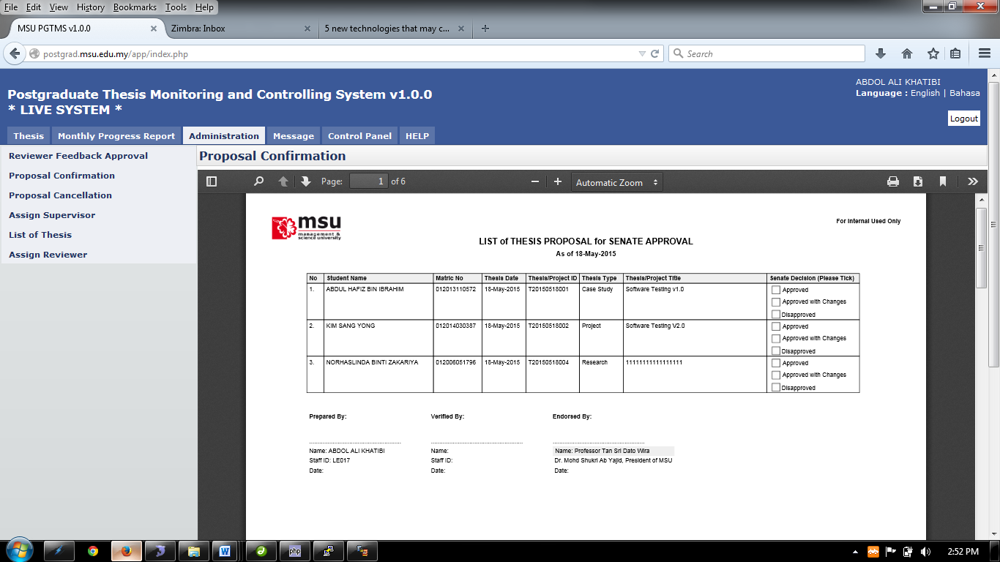 File Edit View History Bookmarks Tools Help
MSU PGTMS v1.0.0
Zimbra: Inbox
5 new technologies that may c...
postgrad.msu.edu.my/app/index.php
Search
ABDOL ALI KHATIBI
Language : English | Bahasa
Postgraduate Thesis Monitoring and Controlling System v1.0.0
* LIVE SYSTEM *
Logout
Thesis Monthly Progress Report Administration Message Control Panel HELP
Reviewer Feedback Approval
Proposal Confirmation
Proposal Cancellation
Assign Supervisor
List of Thesis
Assign Reviewer
Proposal Confirmation
Page: 1 of 6
Automatic Zoom
msu
management &
science university
For Internal Used Only
LIST of THESIS PROPOSAL for SENATE APPROVAL
As of 18-May-2015
No Student Name Matric No Thesis Date Thesis/Project ID Thesis Type Thesis/Project Title Senate Decision (Please Tick)
1. ABDUL HAFIZ BIN IBRAHIM 012013110572 18-May-2015 T20150518001 Case Study Software Testing v1.0 Approved
Approved with Changes
Disapproved
2. KIM SANG YONG 012014030387 18-May-2015 T20150518002 Project Software Testing V2.0 Approved
Approved with Changes
Disapproved
3. NORHASLINDA BINTI ZAKARIYA 012006051796 18-May-2015 T20150518004 Research 11111111111111111 Approved
Approved with Changes
Disapproved
Prepared By: Verified By: Endorsed By:
Name: ABDOL ALI KHATIBI Name: Name: Professor Tan Sri Dato Wira
Staff ID: LE017 Staff ID: Dr. Mohd Shukri Ab Yajid, President of MSU
Date: Date: Date:
php
2:52 PM